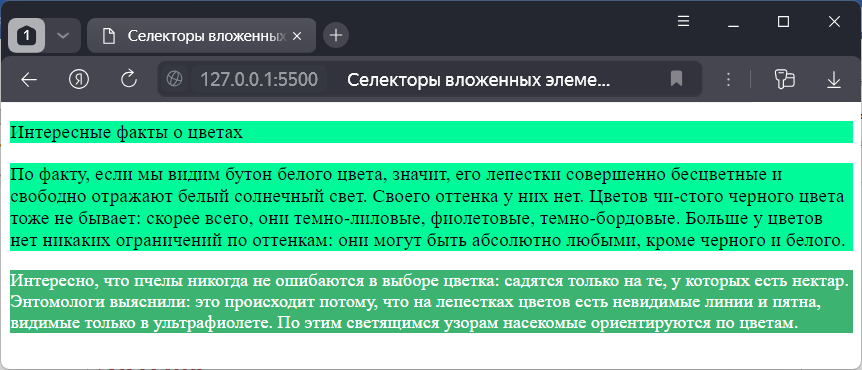 1
Селекторы вложенных
127.0.0.1:5500 Селекторы вложенных элеме...
Интересные факты о цветах
По факту, если мы видим бутон белого цвета, значит, его лепестки совершенно бесцветные и
свободно отражают белый солнечный свет. Своего оттенка у них нет. Цветов чи-стого черного цвета
тоже не бывает: скорее всего, они темно-лиловые, фиолетовые, темно-бордовые. Больше у цветов
нет никаких ограничений по оттенкам: они могут быть абсолютно любыми, кроме черного и белого.
Интересно, что пчелы никогда не ошибаются в выборе цветка: садятся только на те, у которых есть нектар.
Энтомологи выяснили: это происходит потому, что на лепестках цветов есть невидимые линии и пятна,
видимые только в ультрафиолете. По этим светящимся узорам насекомые ориентируются по цветам.